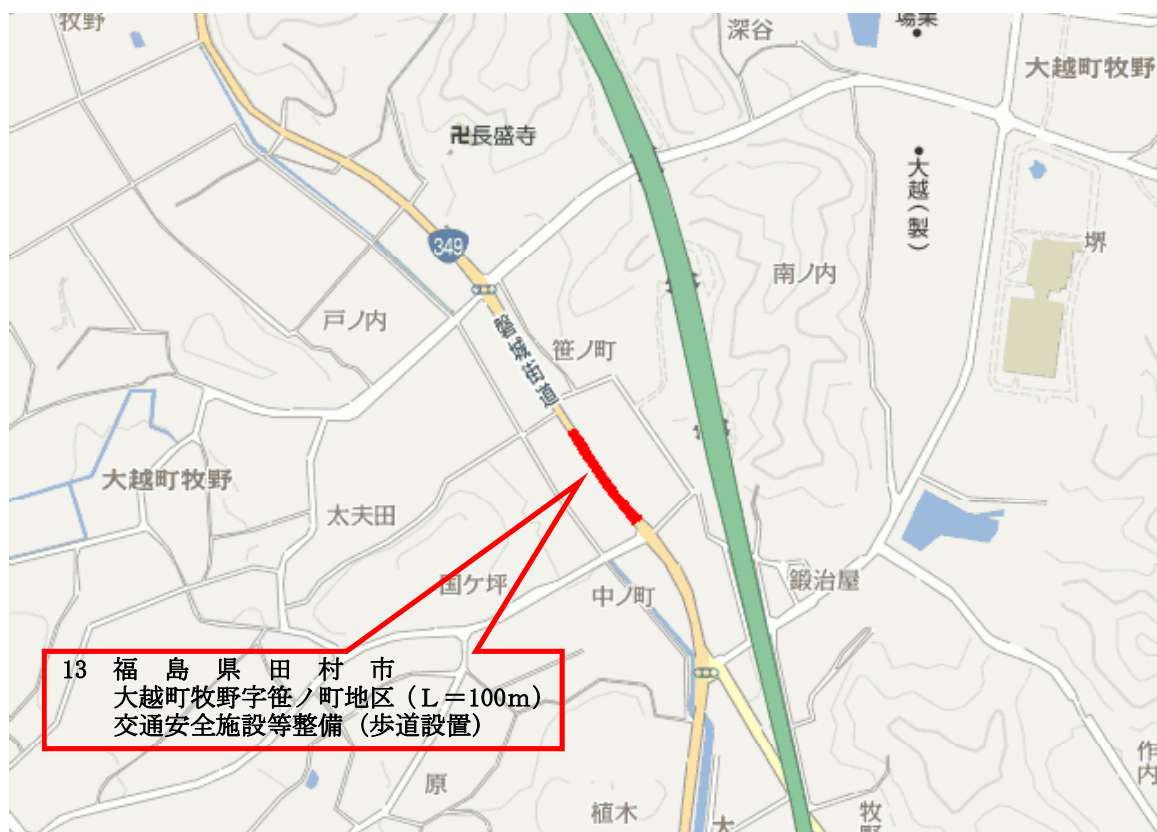 牧野
深谷
場業
大越町牧野
卍長盛寺
大越(製)
堺
349
南ノ内
戸ノ内
笹ノ町
磐城街道
大越町牧野
太夫田
国ケ坪
中ノ町
鍛治屋
13 福島県田村市
大越町牧野字笹ノ町地区(L=100m)
交通安全施設等整備(歩道設置)
原
植木
大
牧野
作内